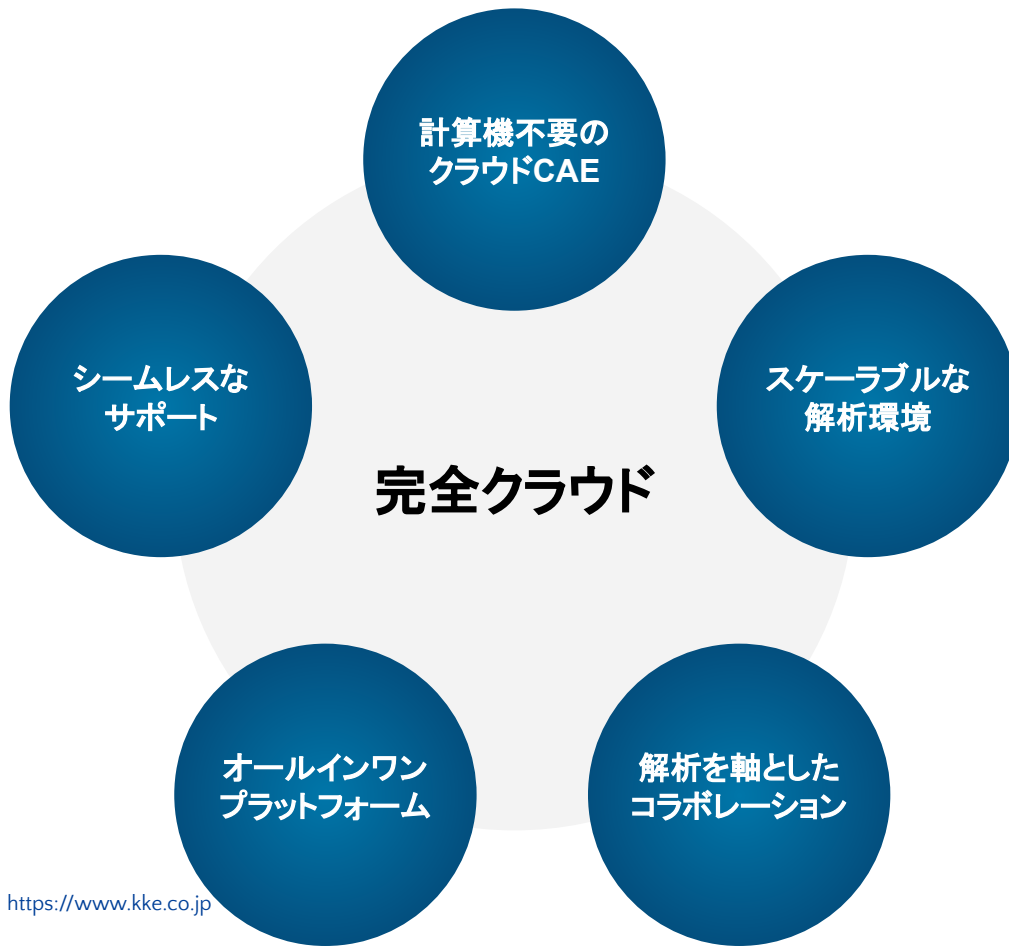 計算機不要の
クラウドCAE
シームレスな
サポート
スケーラブルな
解析環境
完全クラウド
オールインワン
プラットフォーム
解析を軸とした
コラボレーション
https://www.kke.co.jp